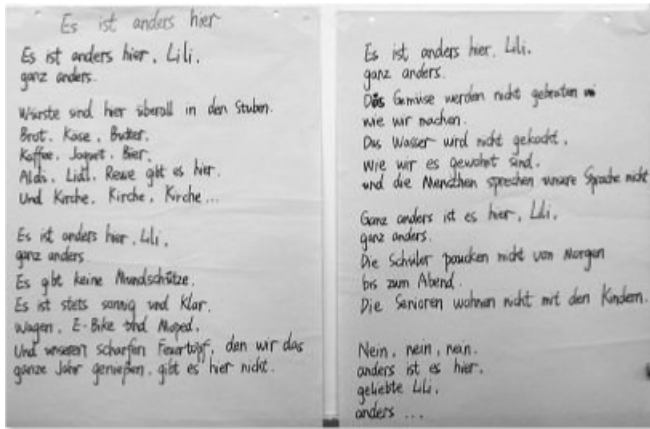 Es ist anders hier
Es ist anders hier, Lili,
ganz anders.
Würste sind hier überall in den Stuben.
Brot, Käse, Butter,
Kaffee, Joguet, Bier,
Aldi, Lidl, Rewe gibt es hier.
Und Kirche, Kirche, Kirche...
Es ist anders hier, Lili,
ganz anders.
Es gibt keine Mundschütze.
Es ist stets sonnig und klar.
Wagen, E-Bike und Moped,
Und unseren scharfen Feuertopf, den wir das
ganze Jahr genießen, gibt es hier nicht.
Es ist anders hier, Lili,
ganz anders.
Das Gemüse werden nicht gebraten
wie wir machen.
Das Wasser wird nicht gekocht,
Wie wir es gewohnt sind,
und die Menschen sprechen unsere Sprache nicht
Ganz anders ist es hier, Lili,
ganz anders.
Die Schüler pauken nicht von Morgen
bis zum Abend.
Die Senioren wohnen nicht mit den Kindern.
Nein, nein, nein.
anders ist es hier,
geliebte Lili,
anders ...